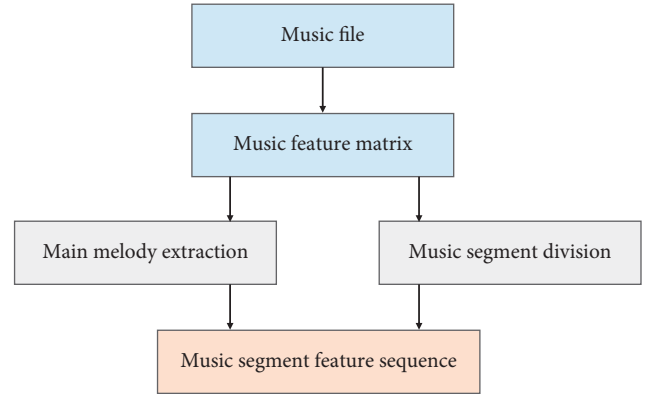 Music file
Music feature matrix
Main melody extraction
Music segment division
Music segment feature sequence